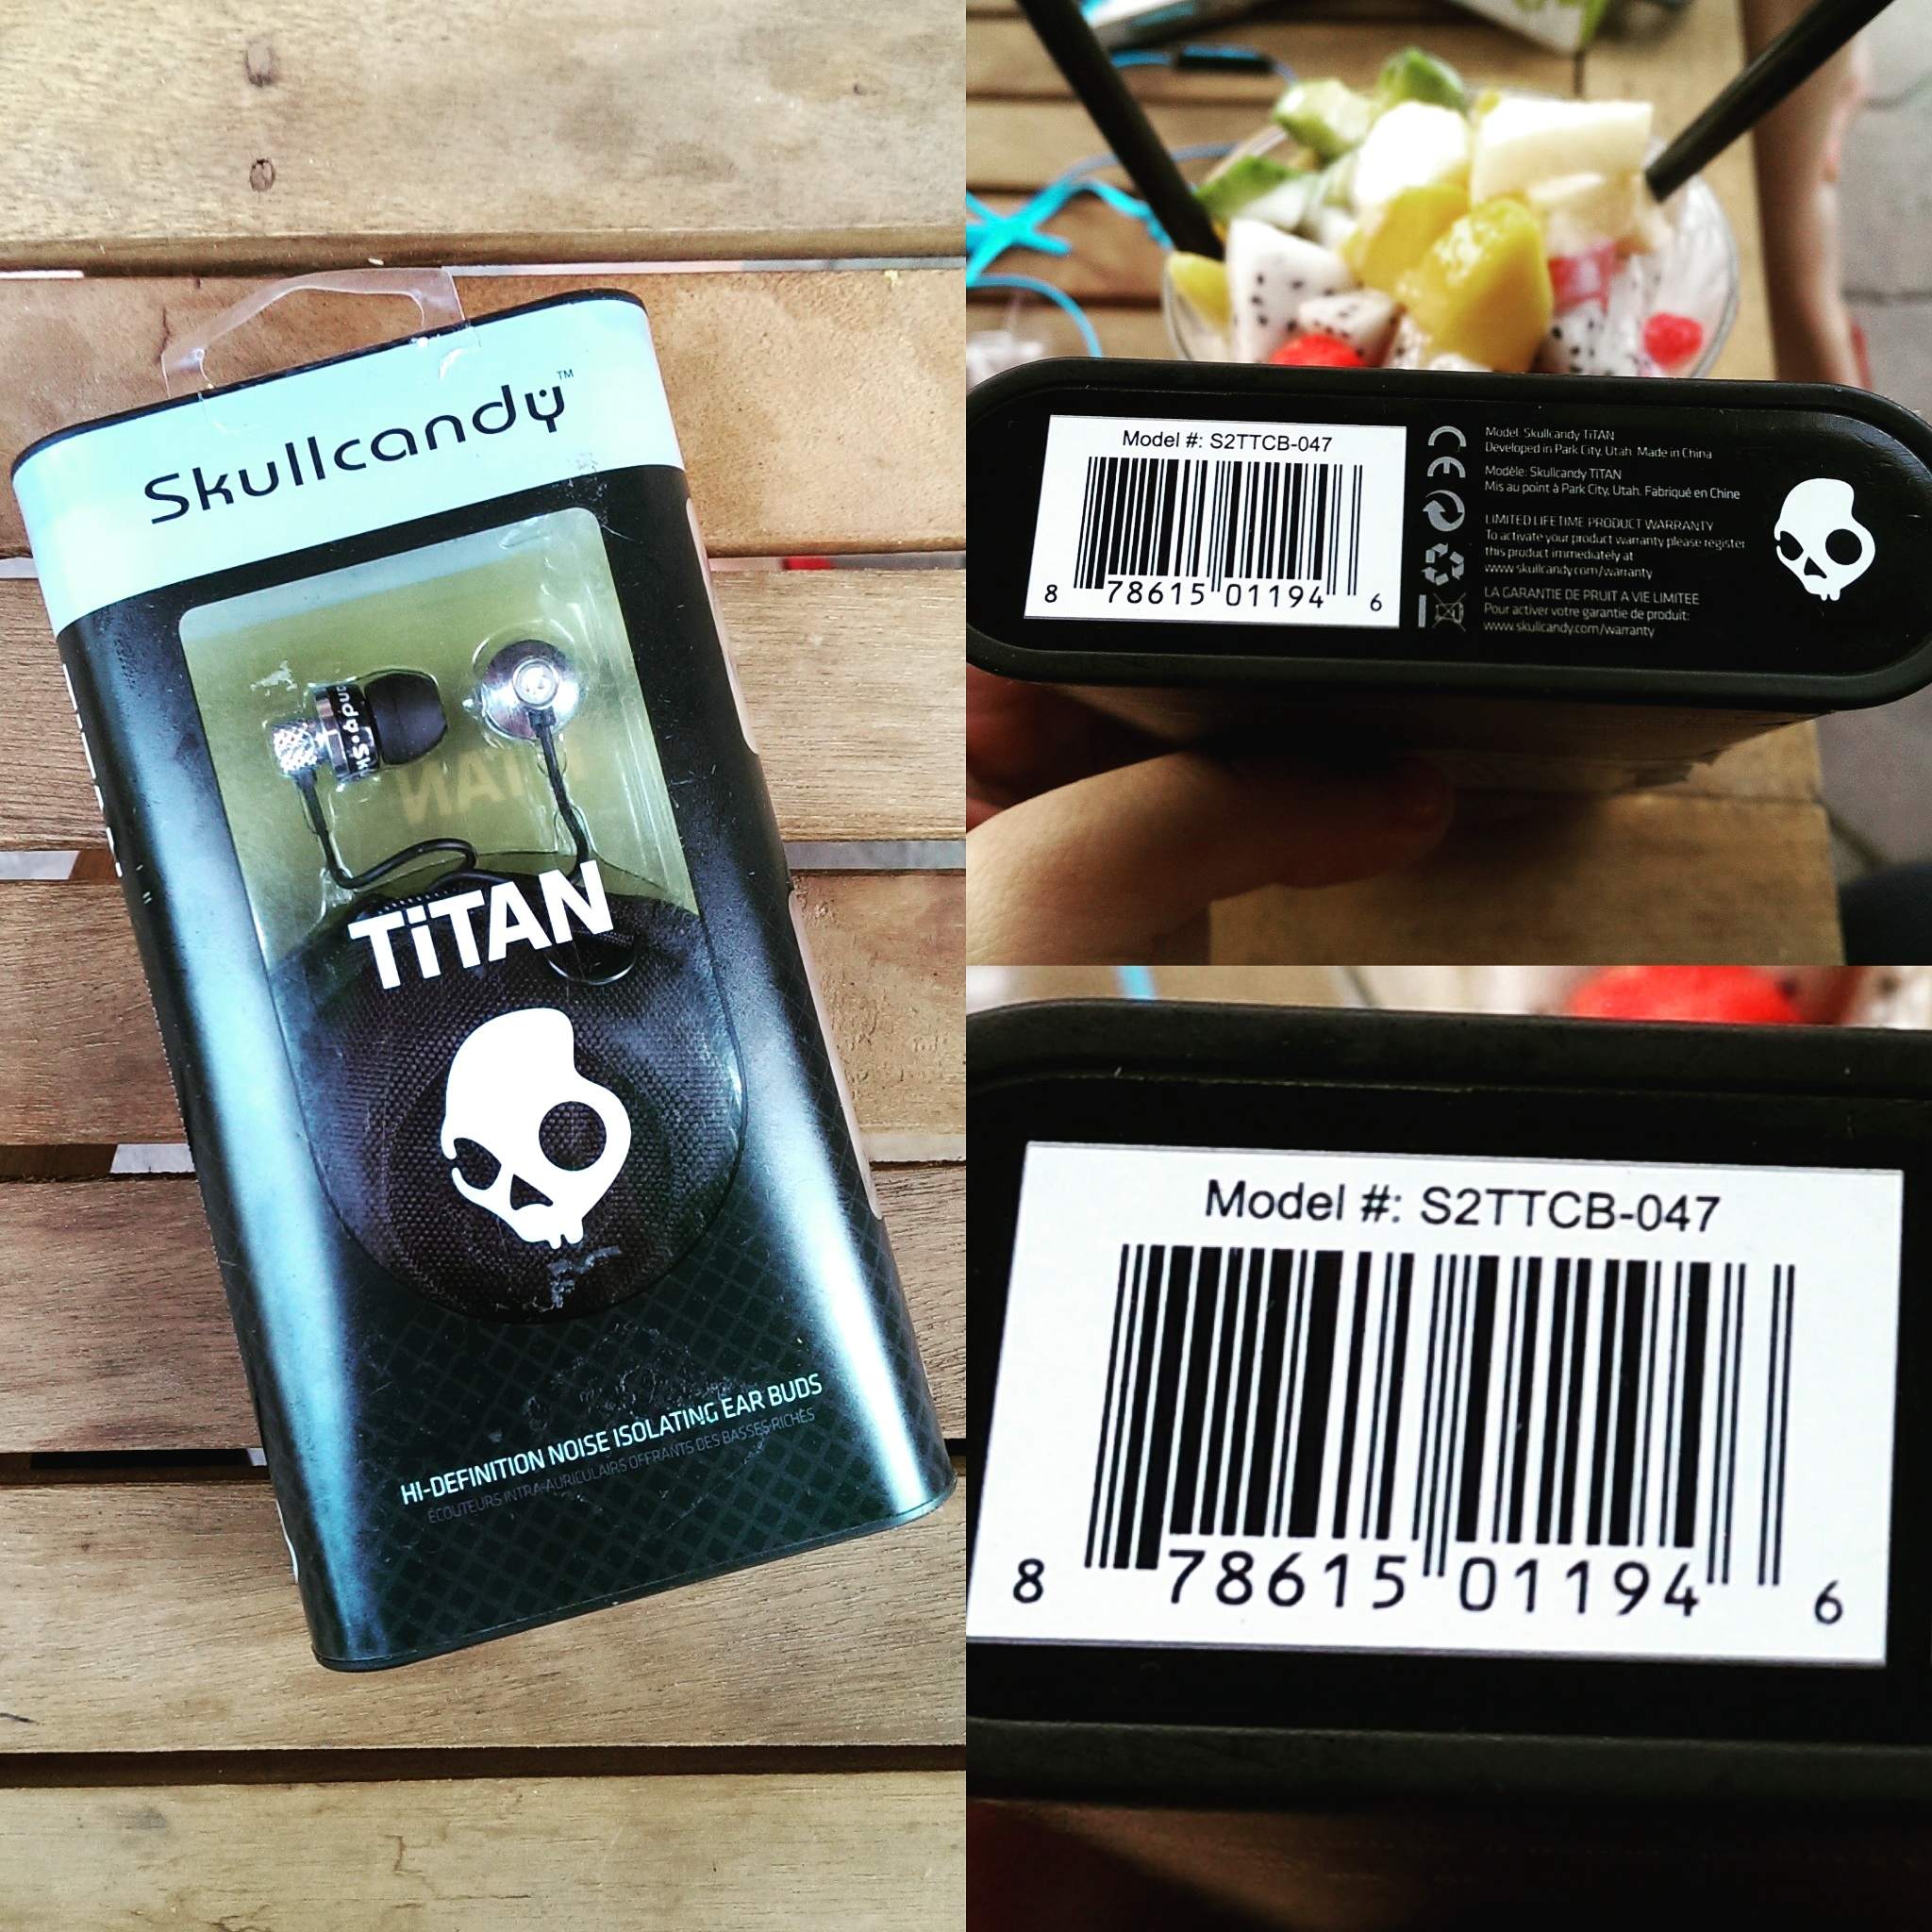 Skullcandy™
TiTAN
HI-DEFINITION NOISE ISOLATING EAR BUDS
ÉCOUTEURS INTRA-AURICULAIRS OFFRANTS DES BASSES RICHES
Model #: S2TTCB-047
8 78615 01194 6
Model: Skullcandy TiTAN
Developed in Park City, Utah. Made in China
Modèle: Skullcandy TiTAN
Mis au point à Park City, Utah. Fabriqué en Chine
LIMITED LIFETIME PRODUCT WARRANTY
To activate your product warranty please register
this product immediately at
www.skullcandy.com/warranty
LA GARANTIE DE PRUIT A VIE LIMITEE
Pour activer votre garantie de produit:
www.skullcandy.com/warranty
Model #: S2TTCB-047
8 78615 01194 6